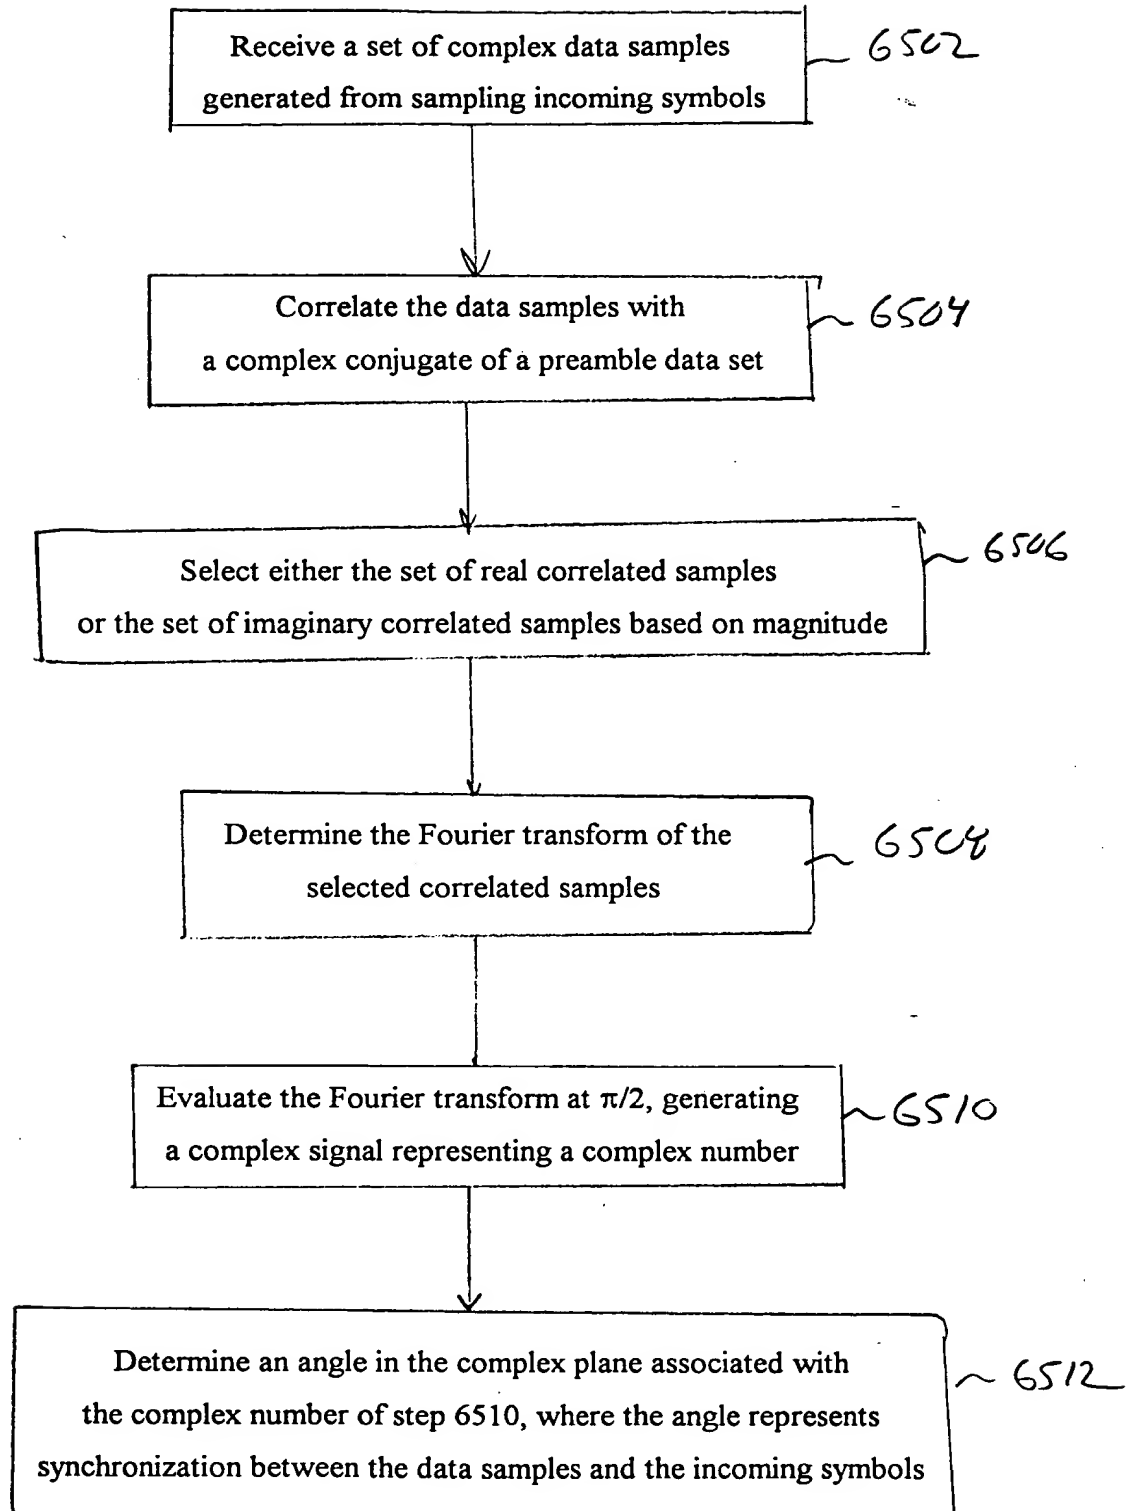 Receive a set of complex data samples
generated from sampling incoming symbols
6502
Correlate the data samples with
a complex conjugate of a preamble data set
6504
Select either the set of real correlated samples
or the set of imaginary correlated samples based on magnitude
6506
Determine the Fourier transform of the
selected correlated samples
6508
Evaluate the Fourier transform at π/2, generating
a complex signal representing a complex number
6510
Determine an angle in the complex plane associated with
the complex number of step 6510, where the angle represents
synchronization between the data samples and the incoming symbols
6512